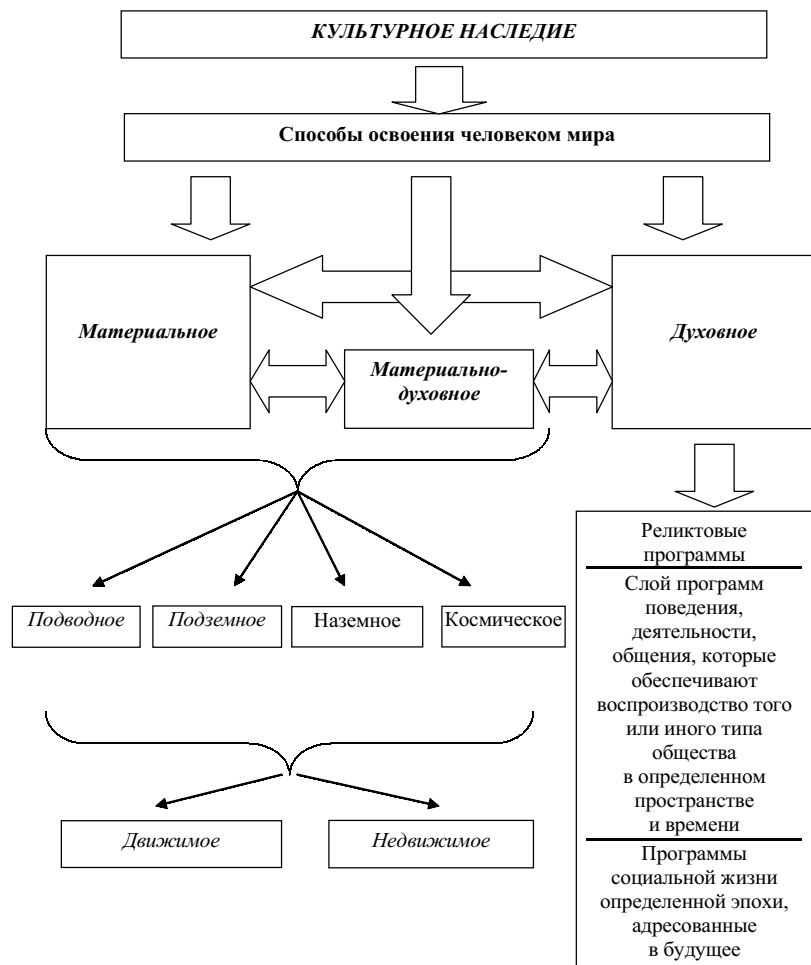 КУЛЬТУРНОЕ НАСЛЕДИЕ
Способы освоения человеком мира
Материальное
Материально-
духовное
Духовное
Подводное
Подземное
Наземное
Космическое
Движимое
Недвижимое
Реликтовые
программы
Слой программ
поведения,
деятельности,
общения, которые
обеспечивают
воспроизводство того
или иного типа
общества
в определенном
пространстве
и времени
Программы
социальной жизни
определенной эпохи,
адресованные
в будущее